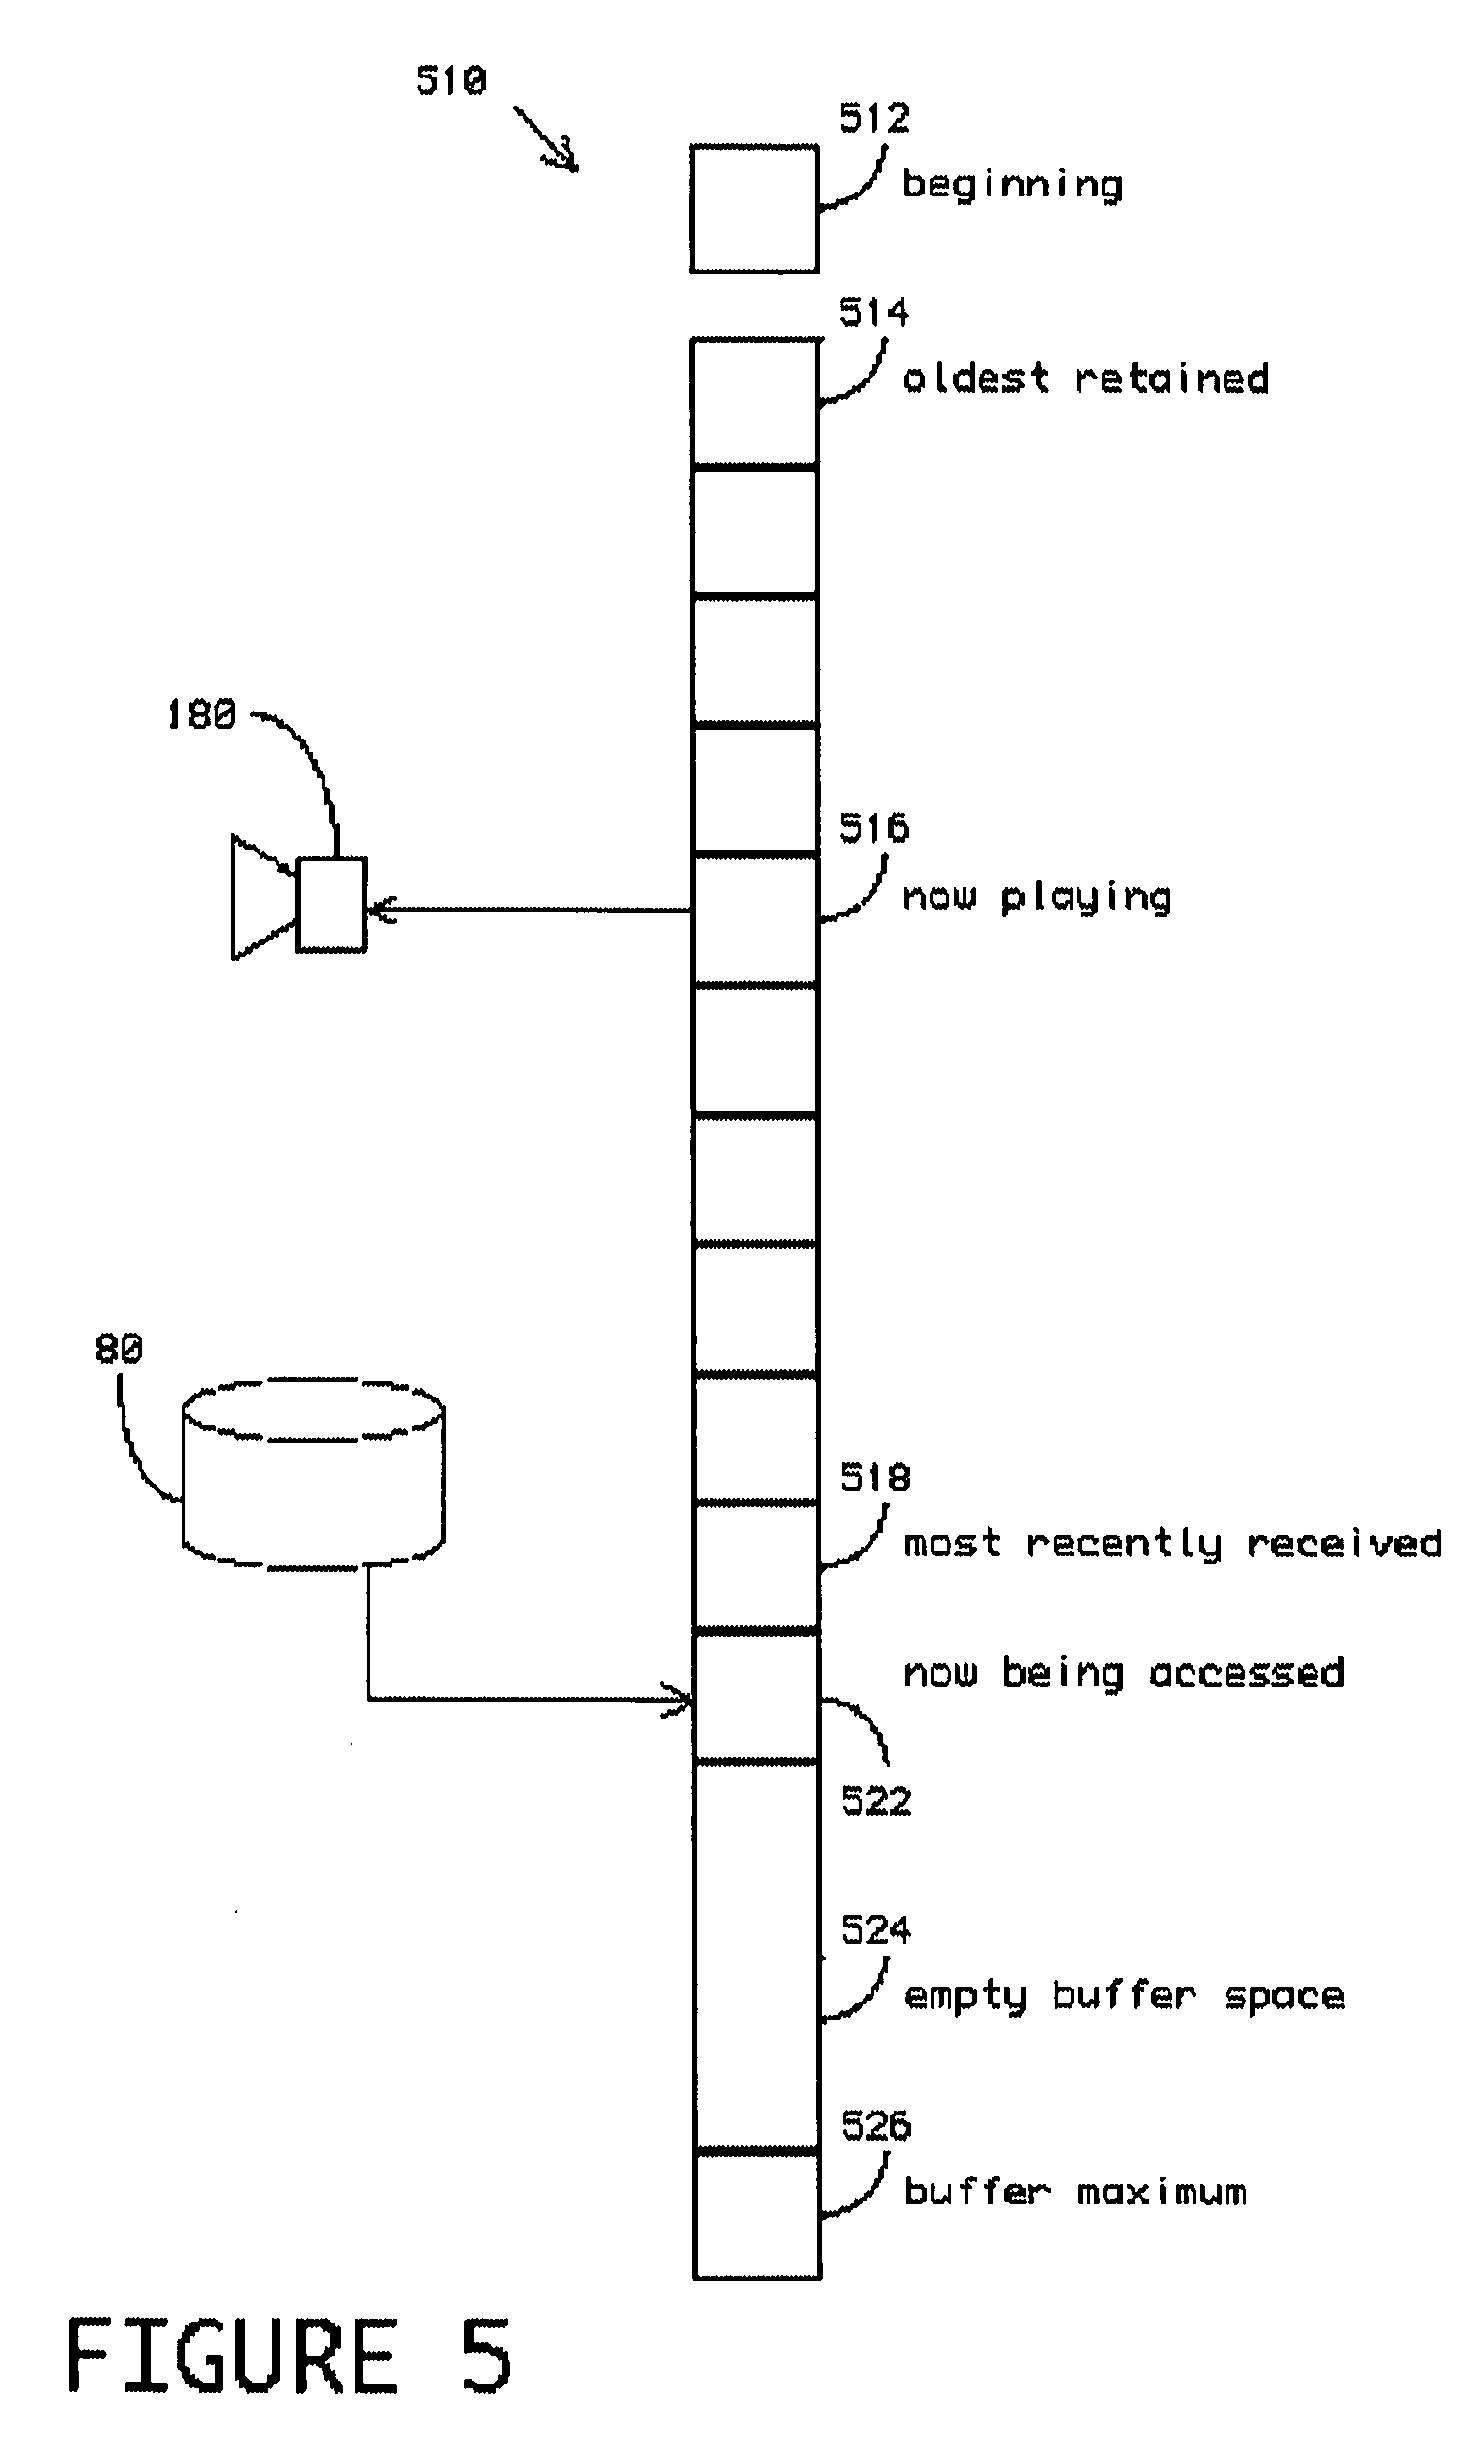 510
512
beginning
514
oldest retained
180
516
now playing
80
518
most recently received
now being accessed
522
524
empty buffer space
526
buffer maximum
FIGURE 5